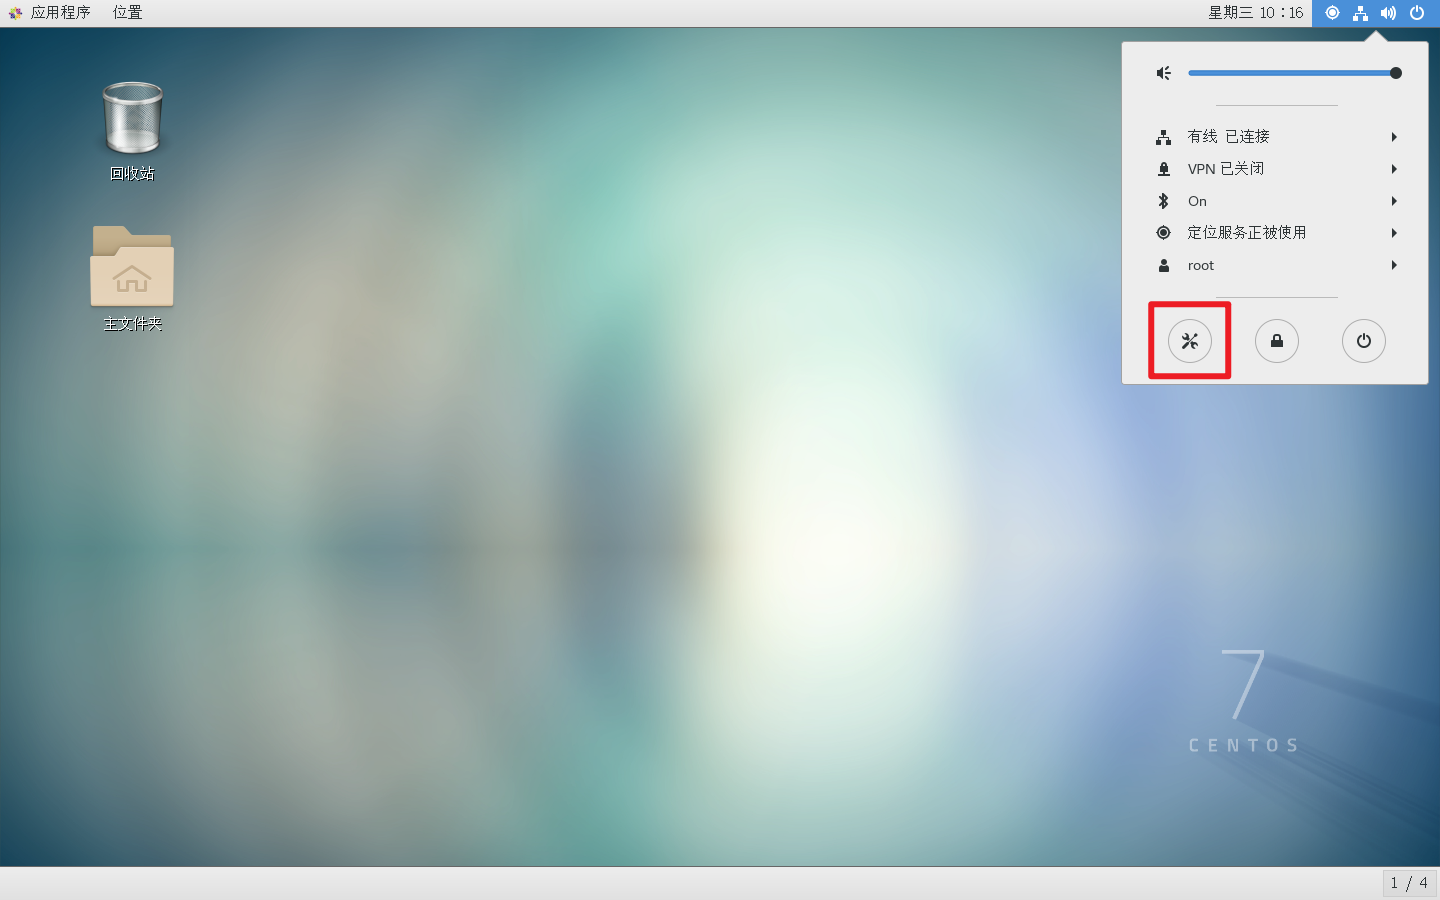 应用程序 位置 星期三 10：16
有线 已连接
VPN 已关闭
On
定位服务正被使用
root
回收站
主文件夹
7
CENTOS
1 / 4